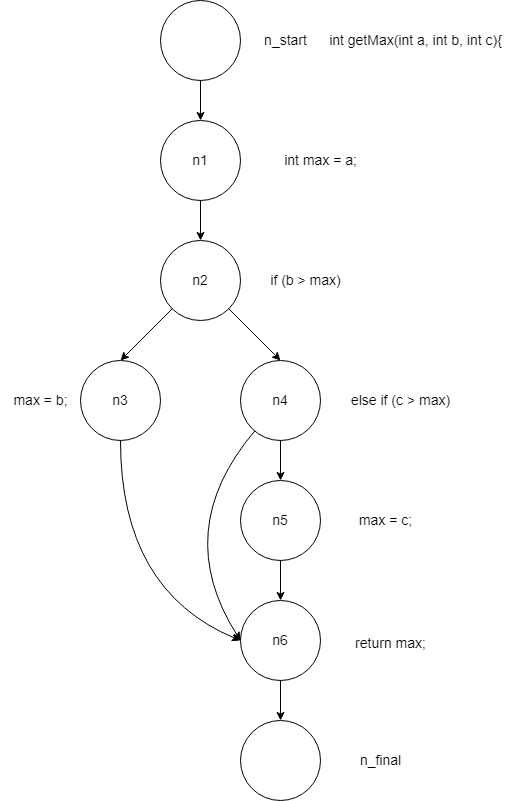 n_start int getMax(int a, int b, int c){
n1 int max = a;
n2 if (b > max)
max = b; n3 n4 else if (c > max)
n5 max = c;
n6 return max;
n_final